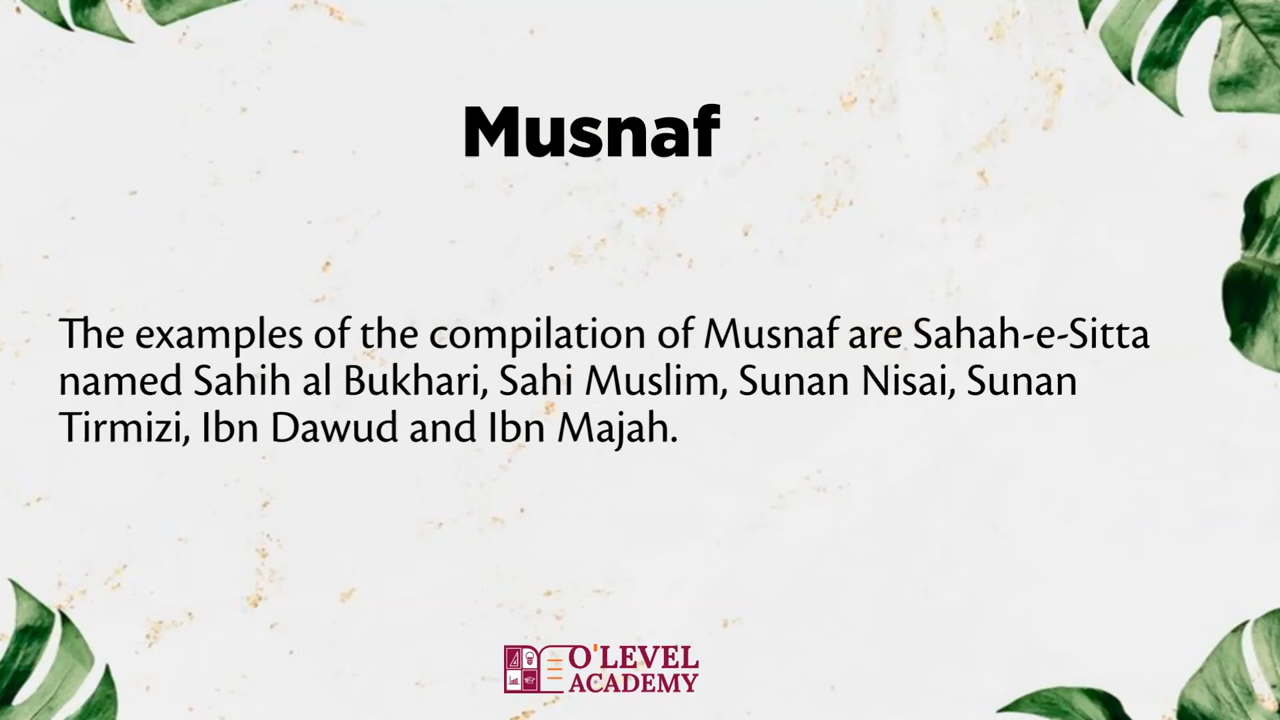 Musnaf
The examples of the compilation of Musnaf are Sahah-e-Sitta
named Sahih al Bukhari, Sahi Muslim, Sunan Nisai, Sunan
Tirmizi, Ibn Dawud and Ibn Majah.
O'LEVEL
ACADEMY